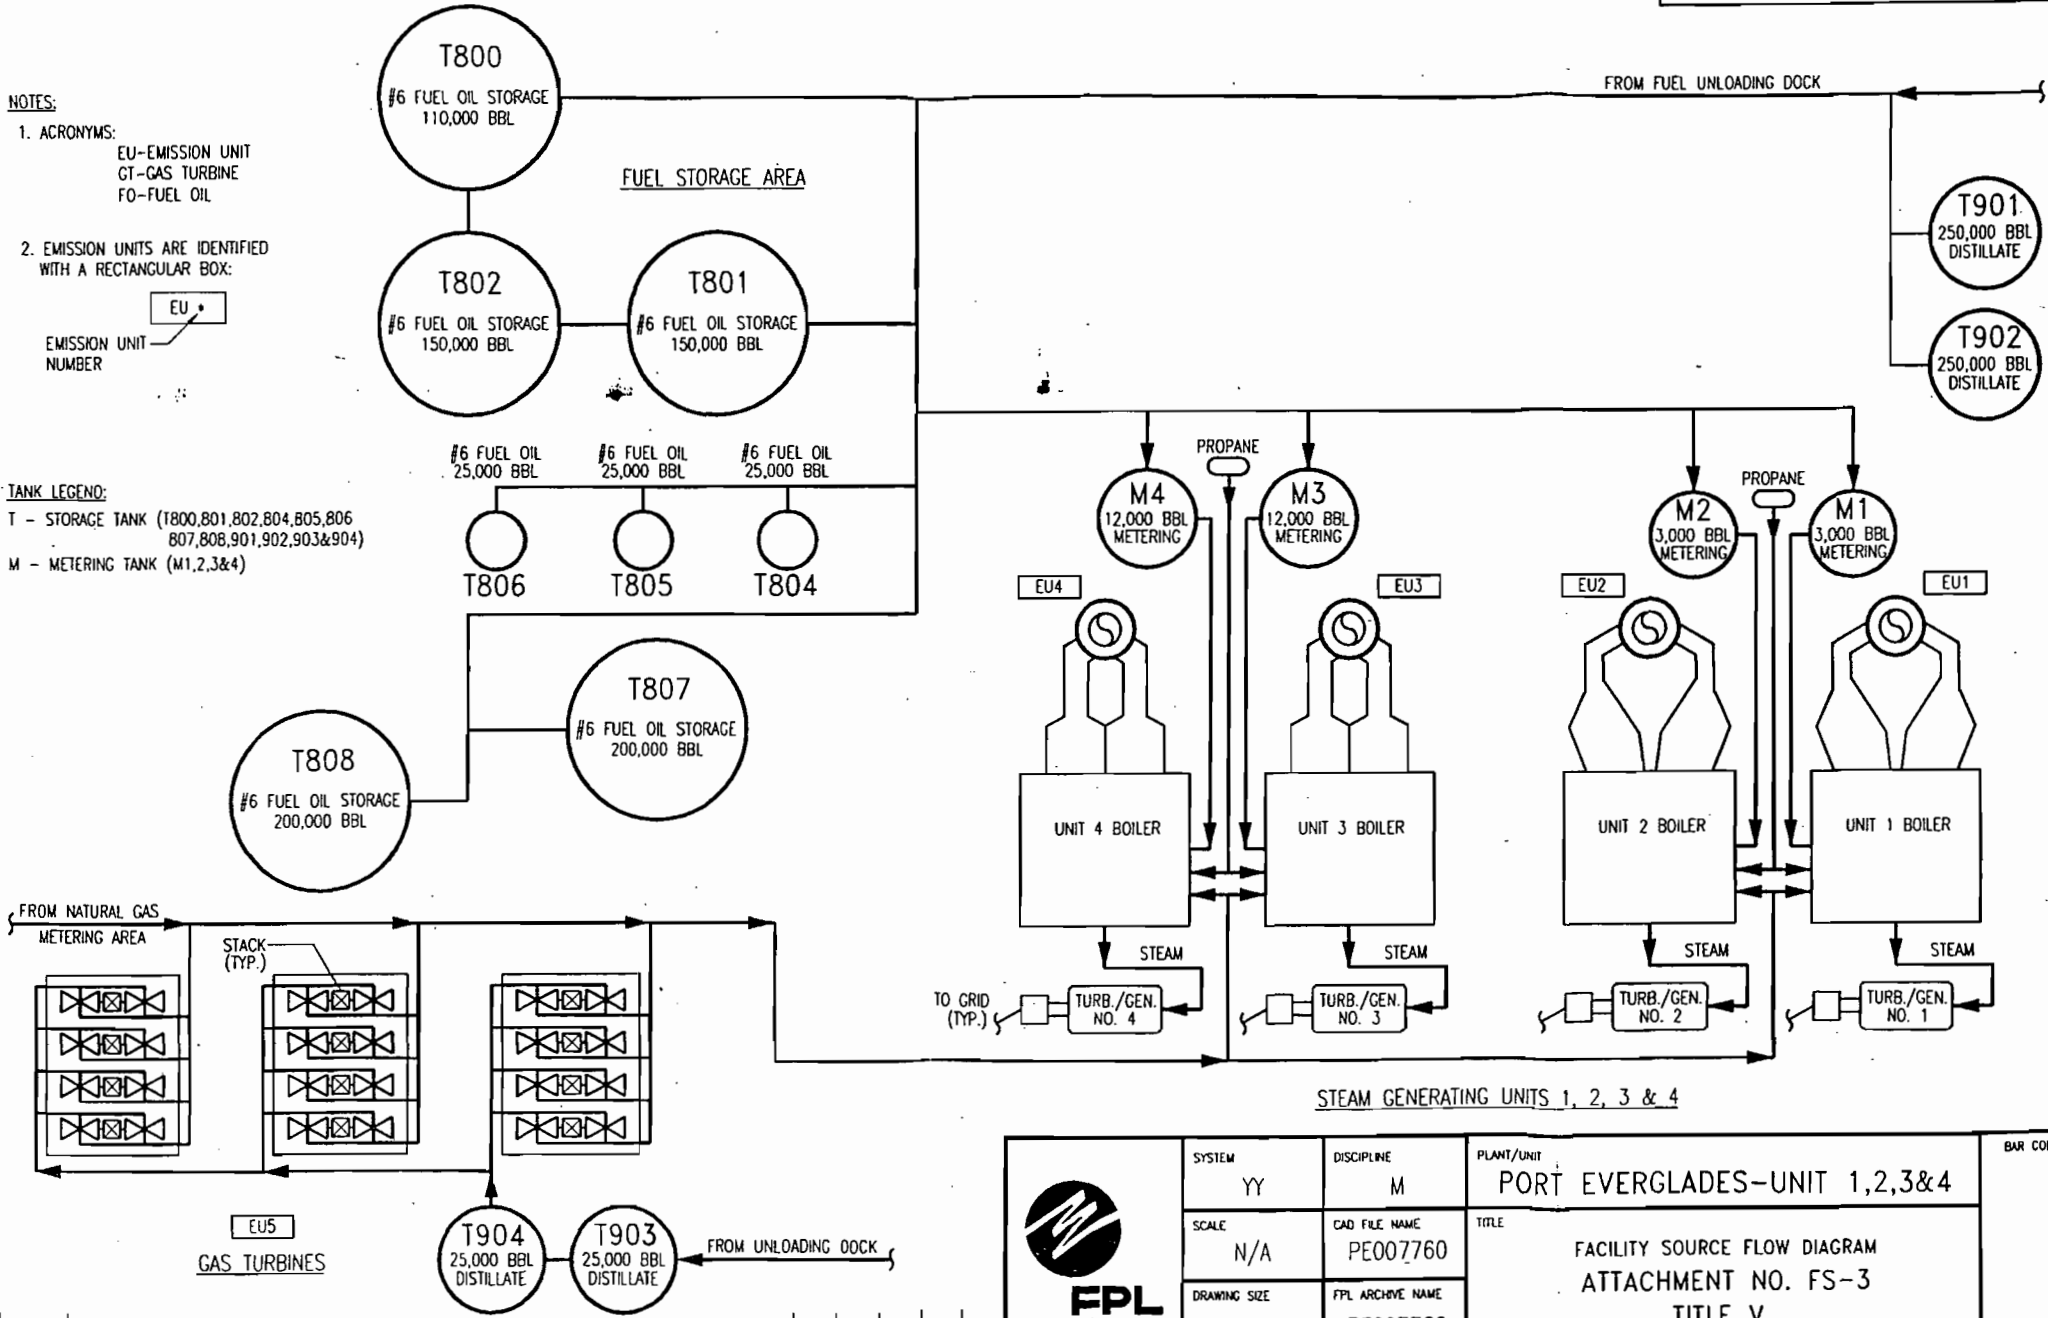 NOTES:
1. ACRONYMS:
EU-EMISSION UNIT
GT-GAS TURBINE
FO-FUEL OIL
2. EMISSION UNITS ARE IDENTIFIED
WITH A RECTANGULAR BOX:
EU *
EMISSION UNIT
NUMBER
TANK LEGEND:
T - STORAGE TANK (T800,801,802,804,805,806
807,808,901,902,903&904)
M - METERING TANK (M1,2,3&4)
T800
#6 FUEL OIL STORAGE
110,000 BBL
FUEL STORAGE AREA
FROM FUEL UNLOADING DOCK
T901
250,000 BBL
DISTILLATE
T902
250,000 BBL
DISTILLATE
T802
#6 FUEL OIL STORAGE
150,000 BBL
T801
#6 FUEL OIL STORAGE
150,000 BBL
#6 FUEL OIL
25,000 BBL
#6 FUEL OIL
25,000 BBL
#6 FUEL OIL
25,000 BBL
T806
T805
T804
T807
#6 FUEL OIL STORAGE
200,000 BBL
T808
#6 FUEL OIL STORAGE
200,000 BBL
M4
12,000 BBL
METERING
PROPANE
M3
12,000 BBL
METERING
M2
3,000 BBL
METERING
PROPANE
M1
3,000 BBL
METERING
EU4
EU3
EU2
EU1
UNIT 4 BOILER
UNIT 3 BOILER
UNIT 2 BOILER
UNIT 1 BOILER
STEAM
STEAM
STEAM
STEAM
TO GRID
(TYP.)
TURB./GEN.
NO. 4
TURB./GEN.
NO. 3
TURB./GEN.
NO. 2
TURB./GEN.
NO. 1
STEAM GENERATING UNITS 1, 2, 3 & 4
FROM NATURAL GAS
METERING AREA
STACK
(TYP.)
EU5
GAS TURBINES
T904
25,000 BBL
DISTILLATE
T903
25,000 BBL
DISTILLATE
FROM UNLOADING DOCK
FPL
SYSTEM
YY
DISCIPLINE
M
PLANT/UNIT
PORT EVERGLADES-UNIT 1,2,3&4
BAR
SCALE
N/A
CAD FILE NAME
PE007760
TITLE
FACILITY SOURCE FLOW DIAGRAM
ATTACHMENT NO. FS-3
TITLE V
DRAWING SIZE
FPL ARCHIVE NAME